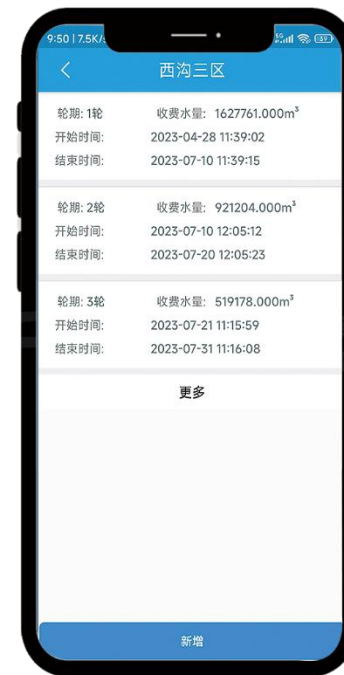 9:50 | 7.5K/s
西沟三区
轮期: 1轮 收费水量: 1627761.000m³
开始时间: 2023-04-28 11:39:02
结束时间: 2023-07-10 11:39:15
轮期: 2轮 收费水量: 921204.000m³
开始时间: 2023-07-10 12:05:12
结束时间: 2023-07-20 12:05:23
轮期: 3轮 收费水量: 519178.000m³
开始时间: 2023-07-21 11:15:59
结束时间: 2023-07-31 11:16:08
更多
新增